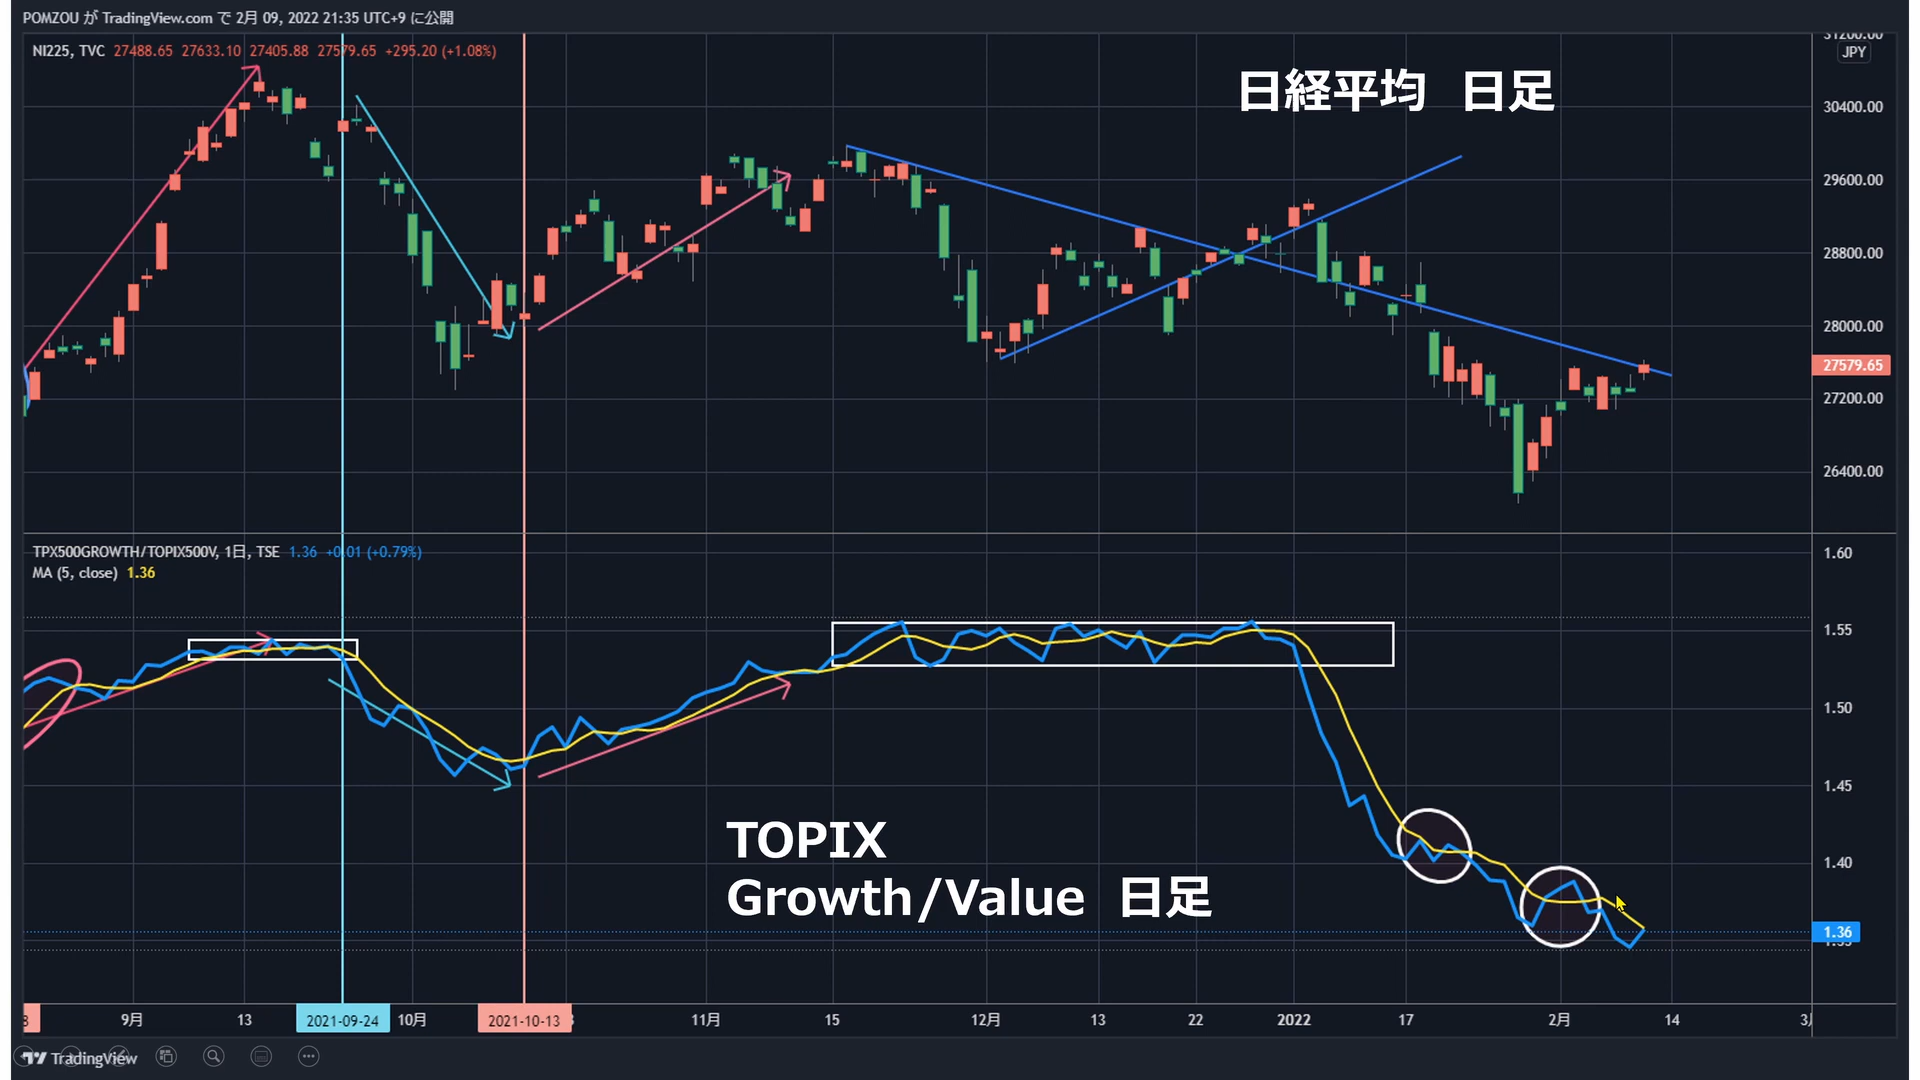 POMZOU が TradingView.com で 2月 09, 2022 21:35 UTC+9 に公開
NI225, TVC 27488.65 27633.10 27405.88 27579.65 +295.20 (+1.08%)
日経平均 日足
31200.00
JPY
30400.00
29600.00
28800.00
28000.00
27579.65
27200.00
26400.00
TPX500GROWTH/TOPIX500V, 1日, TSE 1.36 +0.01 (+0.79%)
MA (5, close) 1.36
1.60
1.55
1.50
1.45
1.40
1.36
1.35
TOPIX
Growth/Value 日足
9月 13 2021-09-24 10月 2021-10-13 11月 15 12月 13 22 2022 17 2月 14
TradingView